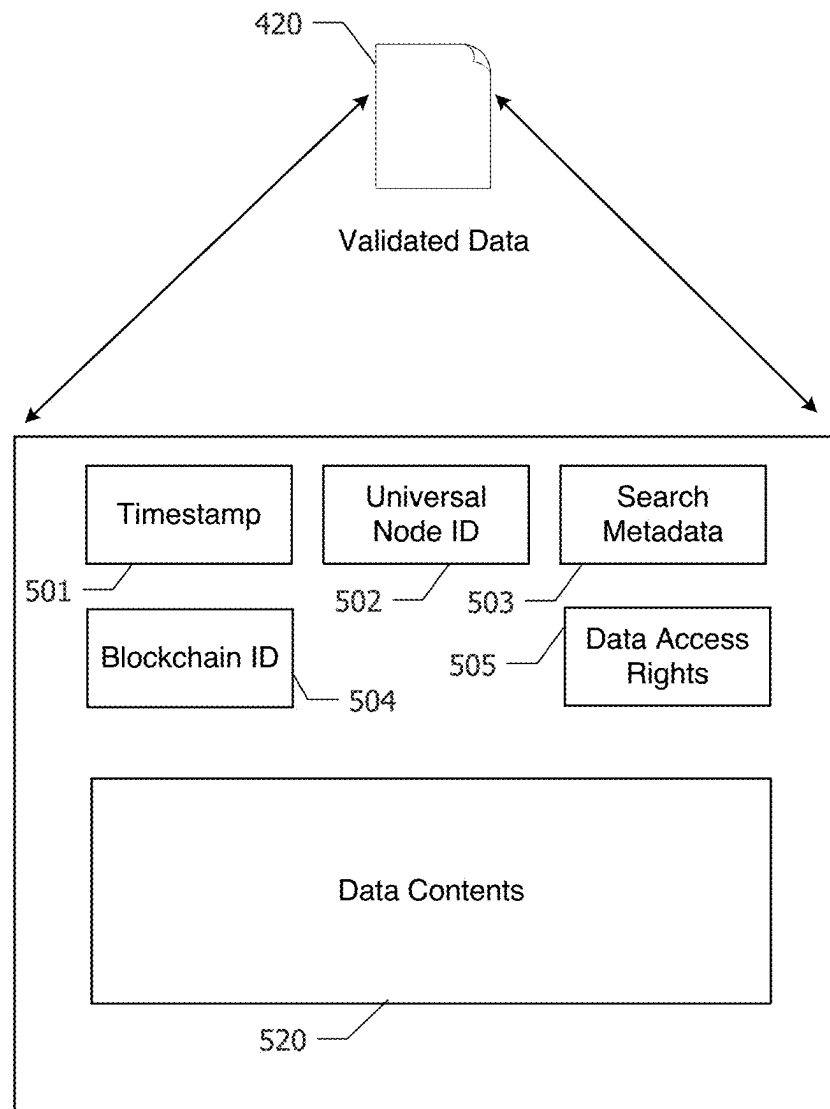 420
Validated Data
Timestamp
Universal
Node ID
Search
Metadata
501
502
503
Blockchain ID
505
Data Access
Rights
504
Data Contents
520